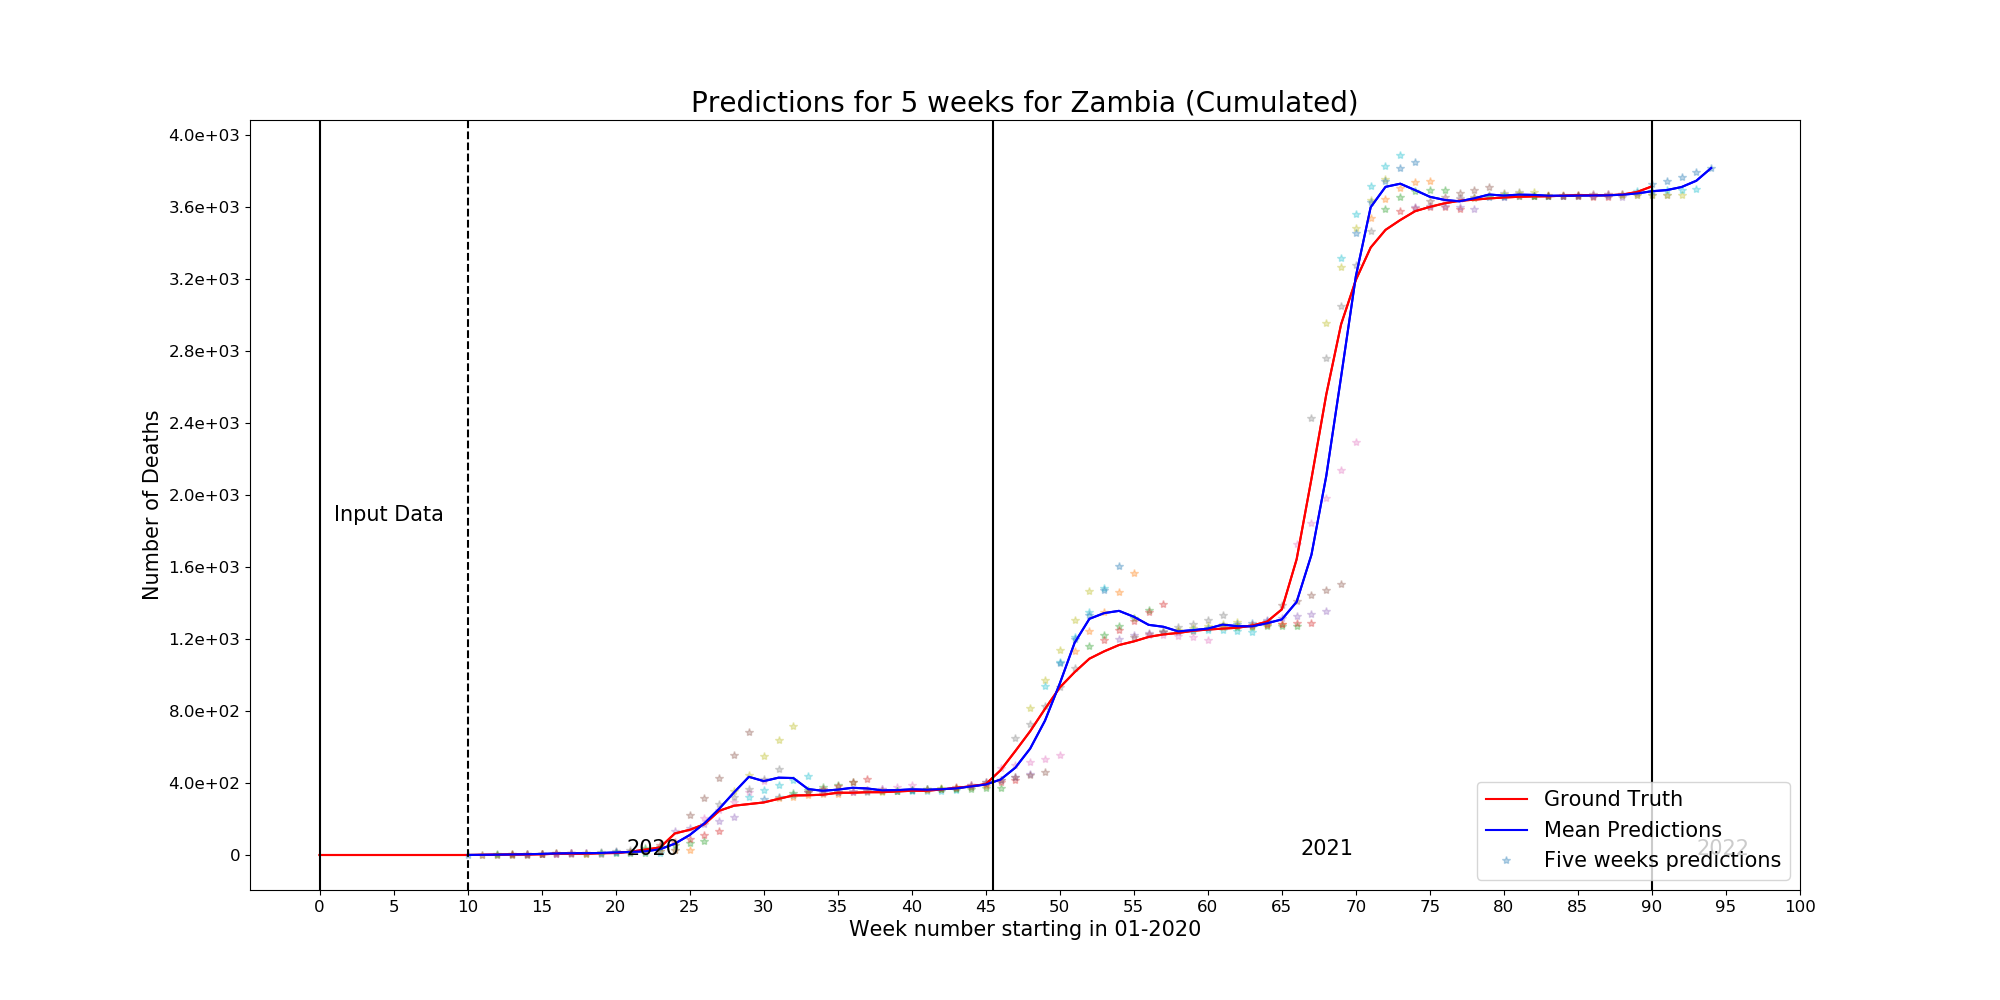 Predictions for 5 weeks for Zambia (Cumulated)
Number of Deaths
4.0e+03
3.6e+03
3.2e+03
2.8e+03
2.4e+03
2.0e+03
1.6e+03
1.2e+03
8.0e+02
4.0e+02
0
Input Data
2020
2021
2022
Ground Truth
Mean Predictions
Five weeks predictions
0 5 10 15 20 25 30 35 40 45 50 55 60 65 70 75 80 85 90 95 100
Week number starting in 01-2020